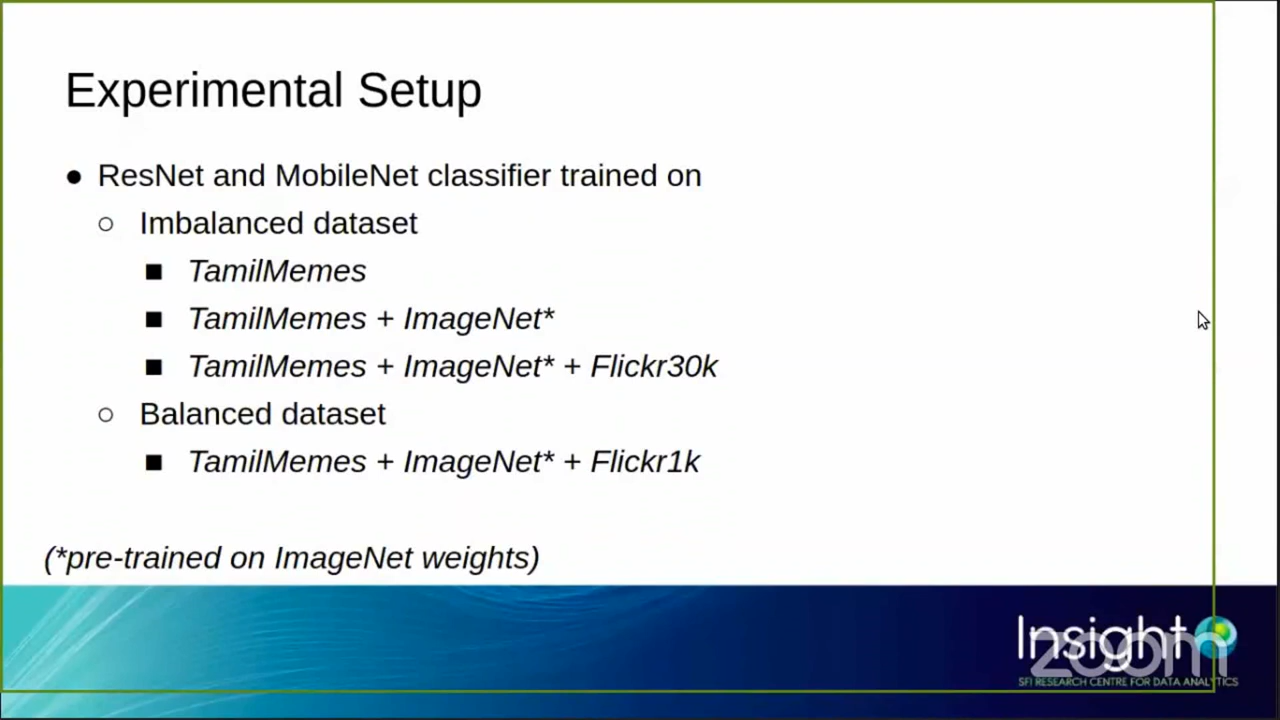 Experimental Setup
● ResNet and MobileNet classifier trained on
○ Imbalanced dataset
■ TamilMemes
■ TamilMemes + ImageNet*
■ TamilMemes + ImageNet* + Flickr30k
○ Balanced dataset
■ TamilMemes + ImageNet* + Flickr1k
(*pre-trained on ImageNet weights)
Insight
zoom
SFI RESEARCH CENTRE FOR DATA ANALYTICS